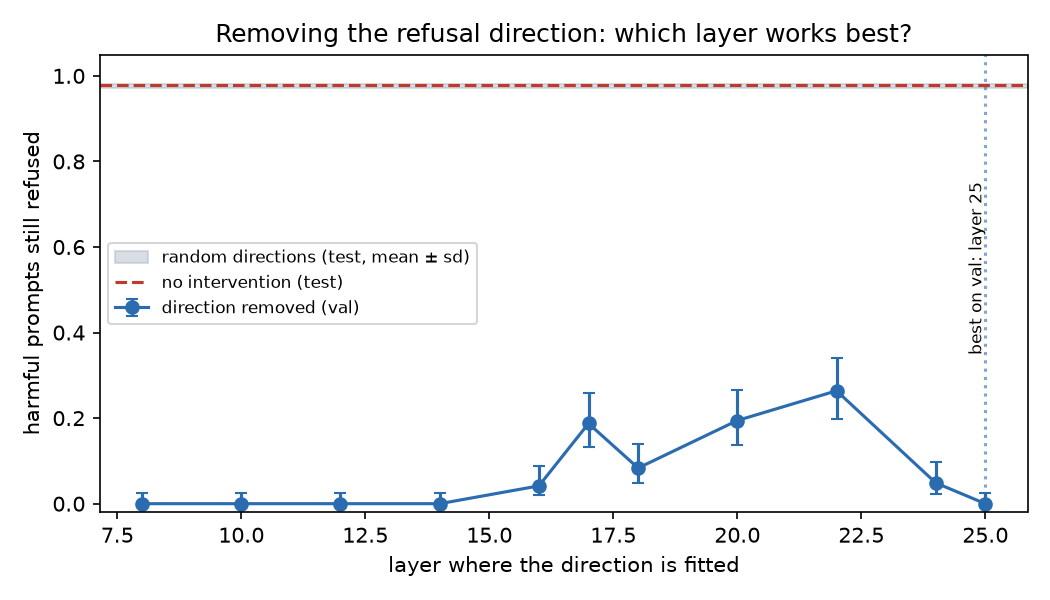 Removing the refusal direction: which layer works best?
harmful prompts still refused
1.0
0.8
0.6
0.4
0.2
0.0
random directions (test, mean ± sd)
no intervention (test)
direction removed (val)
best on val: layer 25
7.5
10.0
12.5
15.0
17.5
20.0
22.5
25.0
layer where the direction is fitted